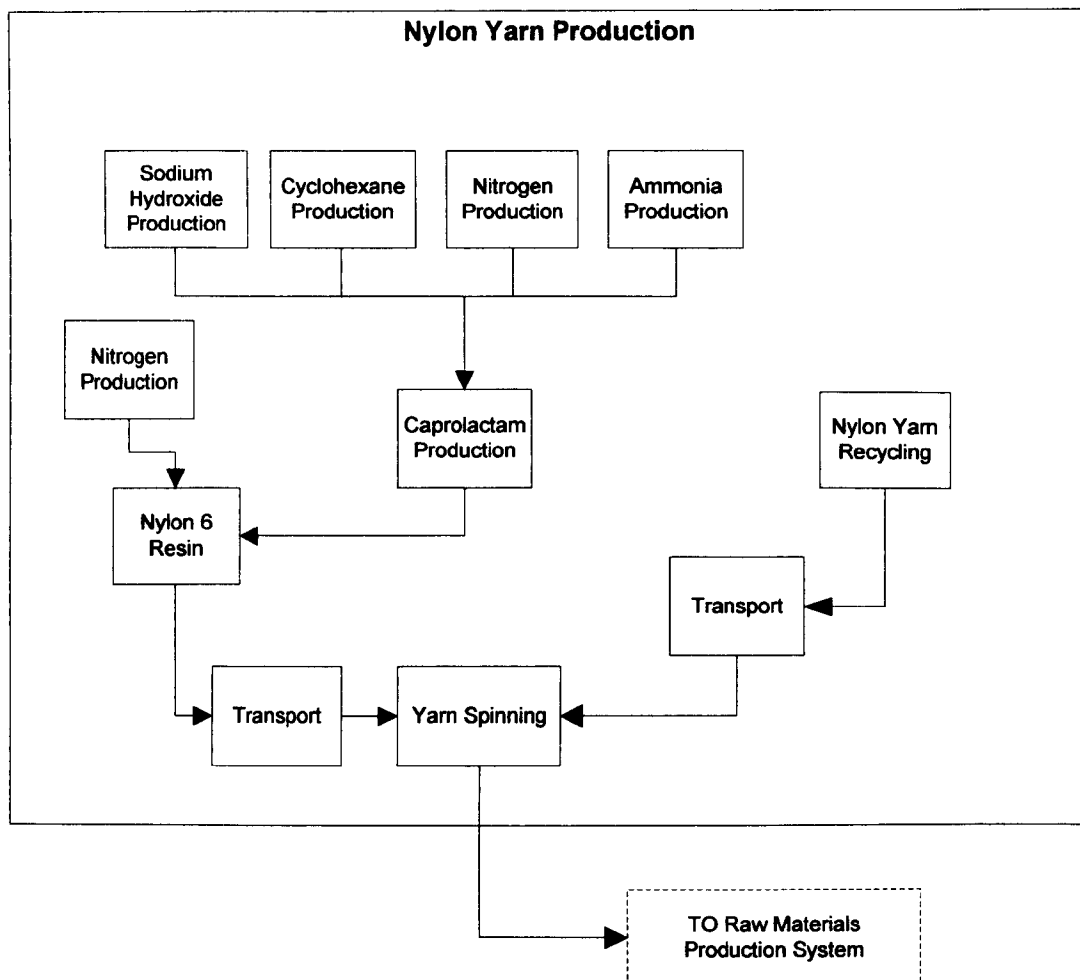 Nylon Yarn Production
Sodium
Hydroxide
Production
Cyclohexane
Production
Nitrogen
Production
Ammonia
Production
Nitrogen
Production
Caprolactam
Production
Nylon Yarn
Recycling
Nylon 6
Resin
Transport
Transport
Yarn Spinning
TO Raw Materials
Production System